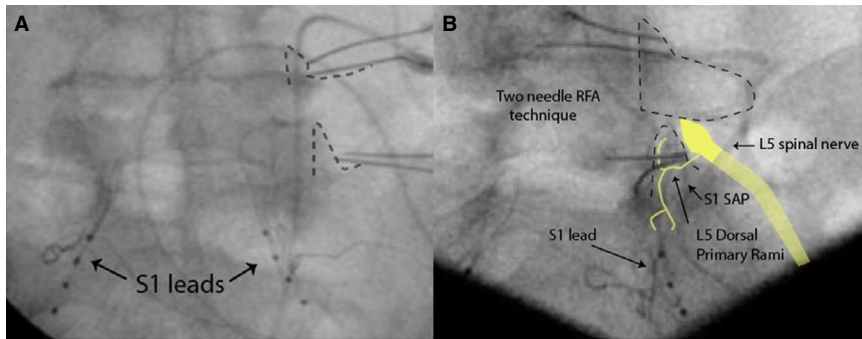 A
S1 leads
B
Two needle RFA
technique
L5 spinal nerve
S1 SAP
S1 lead
L5 Dorsal
Primary Rami